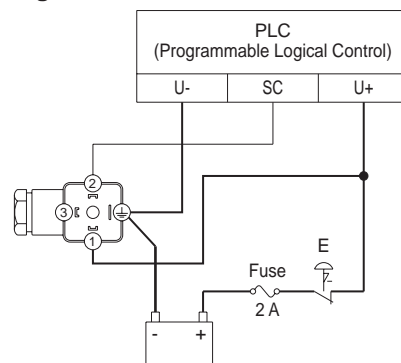 PLC
(Programmable Logical Control)
U- SC U+
2
3
1
E
Fuse
2 A
- +